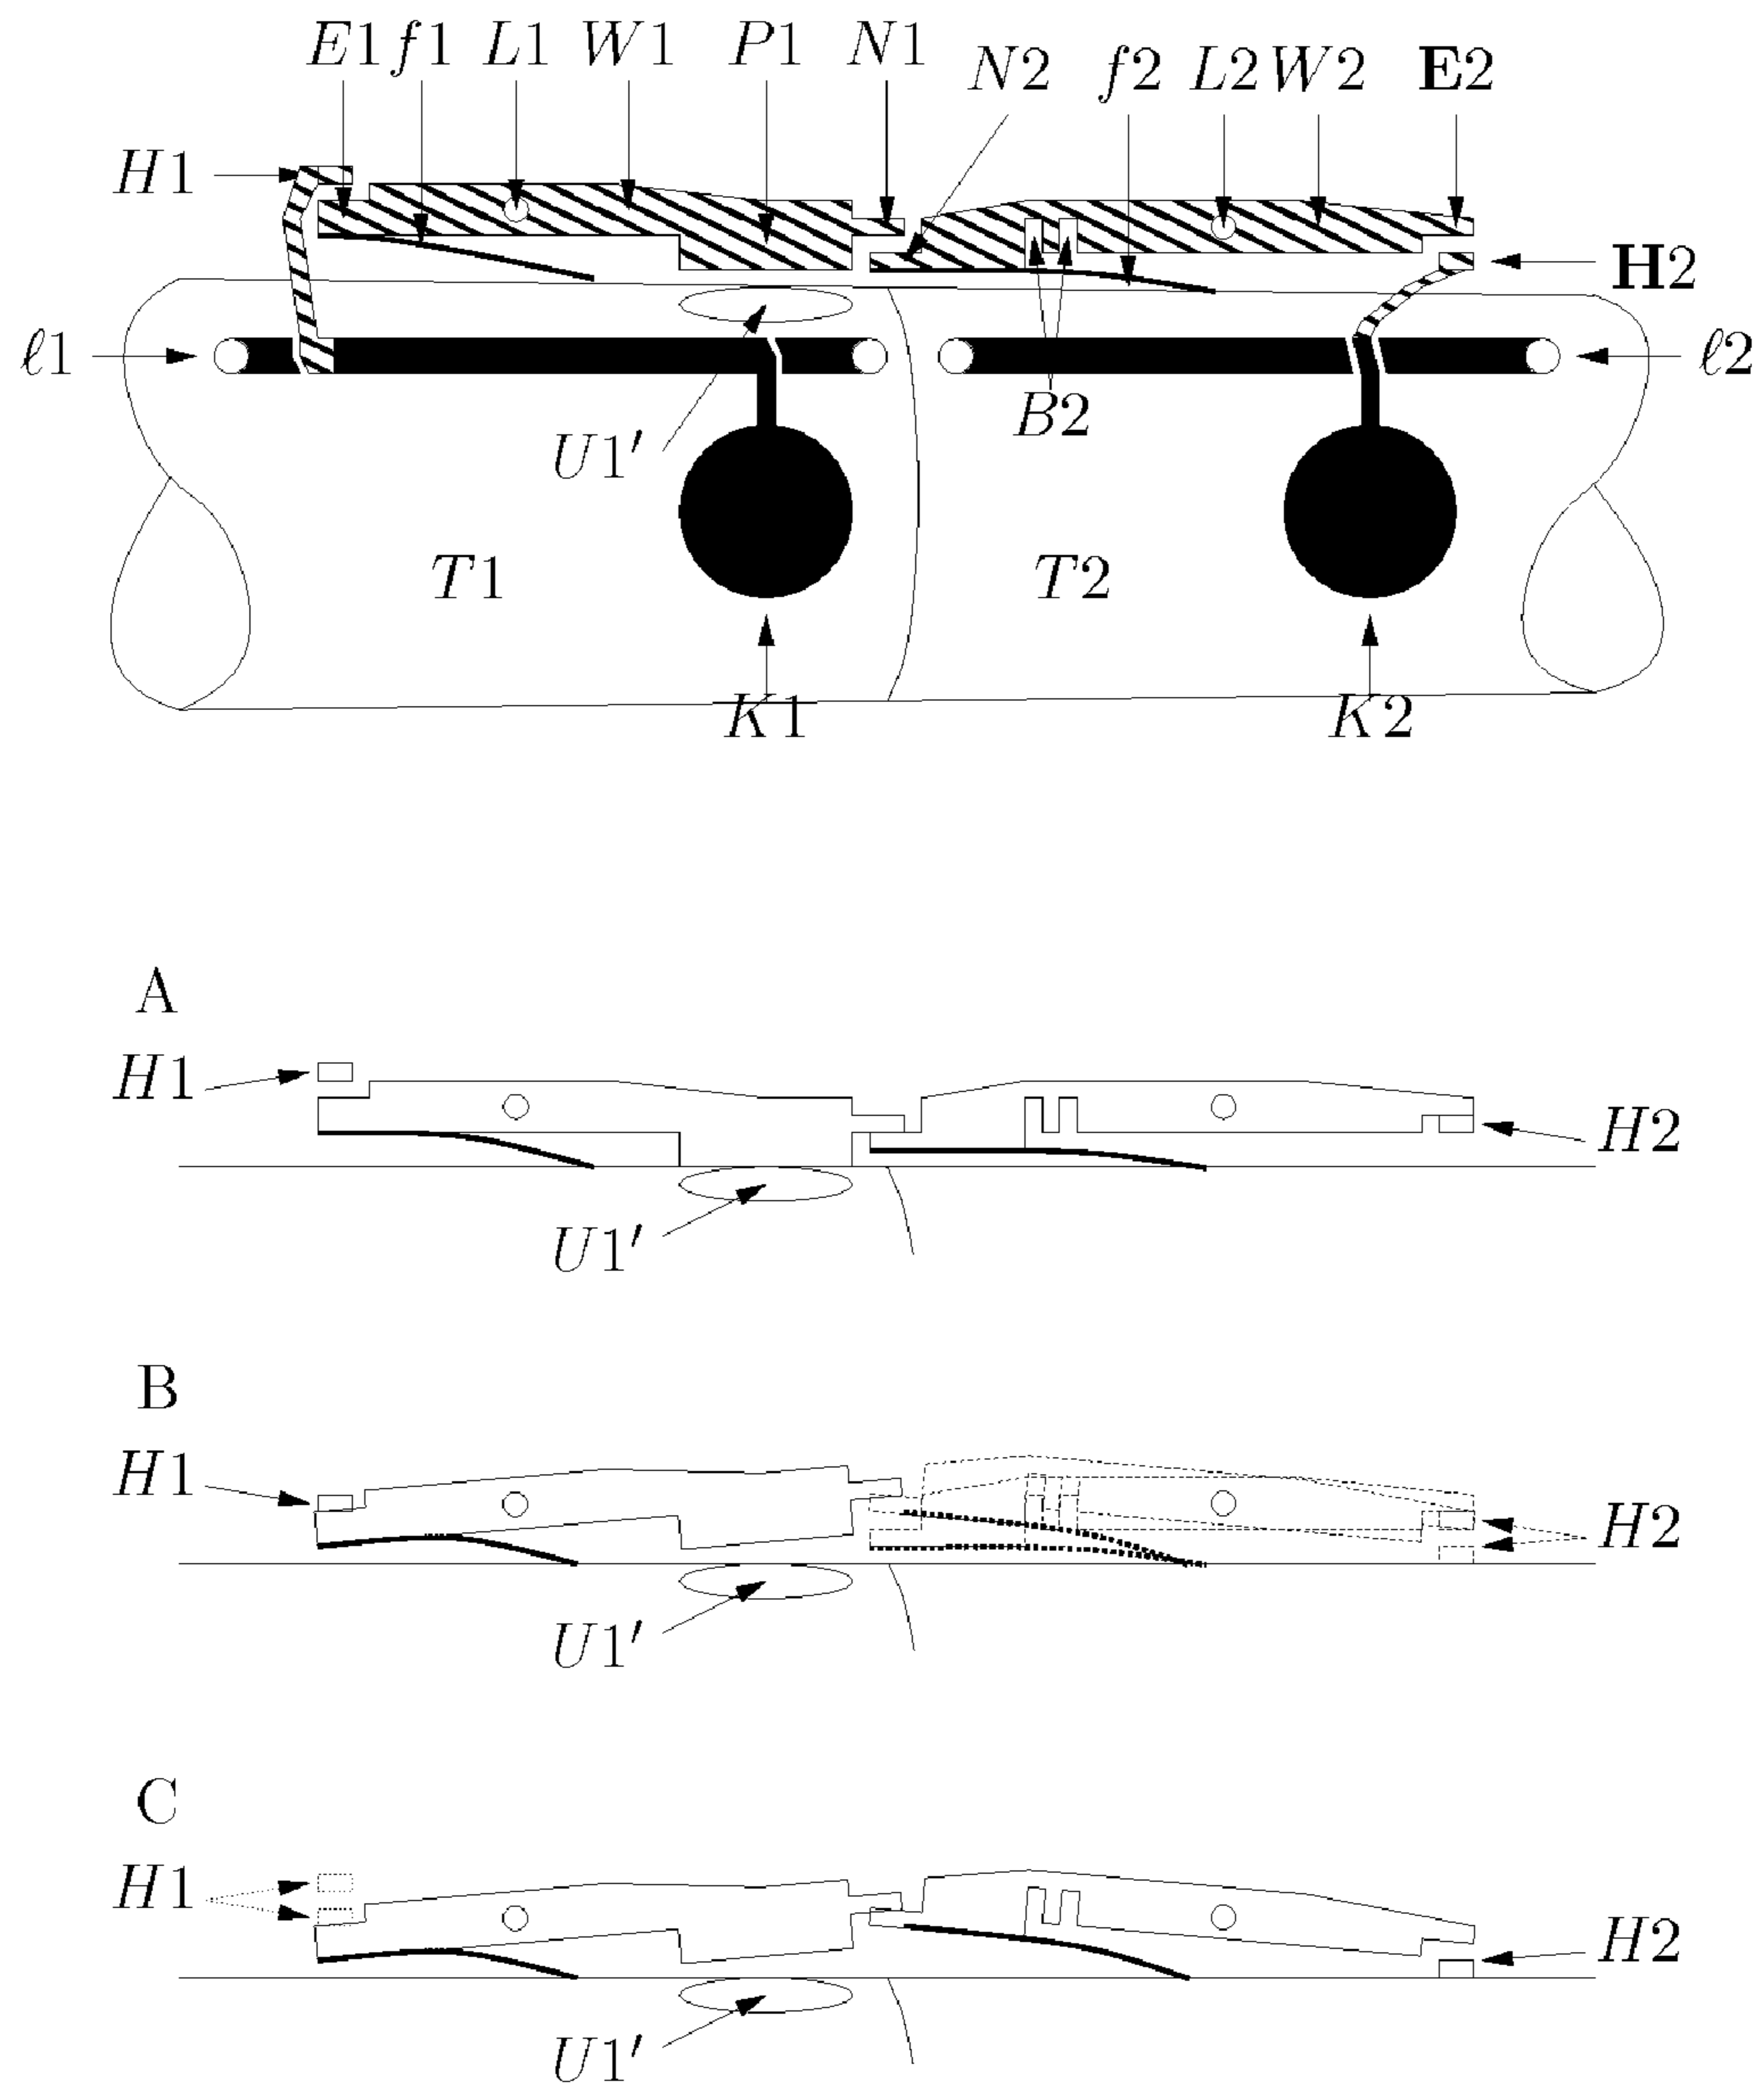 E1 f1 L1 W1 P1 N1
N2 f2 L2 W2 E2
H1
H2
ℓ1
ℓ2
B2
U1′
T1 T2
K1 K2
A
H1
H2
U1′
B
H1
H2
U1′
C
H1
H2
U1′